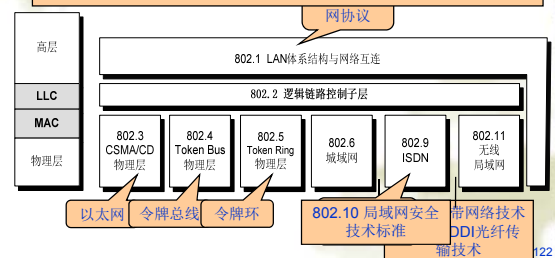 网协议
高层
LLC
MAC
物理层
802.1 LAN体系结构与网络互连
802.2 逻辑链路控制子层
802.3
CSMA/CD
物理层
802.4
Token Bus
物理层
802.5
Token Ring
物理层
802.6
城域网
802.9
ISDN
802.11
无线
局域网
以太网
令牌总线
令牌环
802.10 局域网安全
技术标准
带网络技术
DDI光纤传
输技术
122